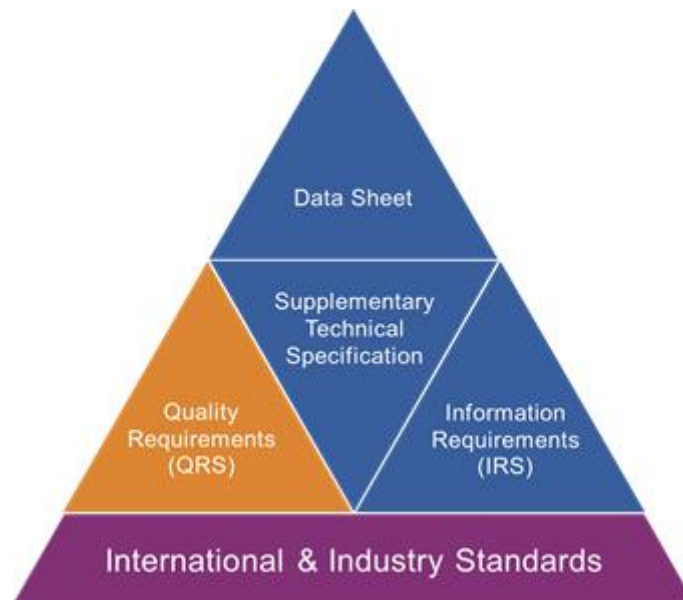 Data Sheet
Supplementary
Technical
Specification
Quality
Requirements
(QRS)
Information
Requirements
(IRS)
International & Industry Standards